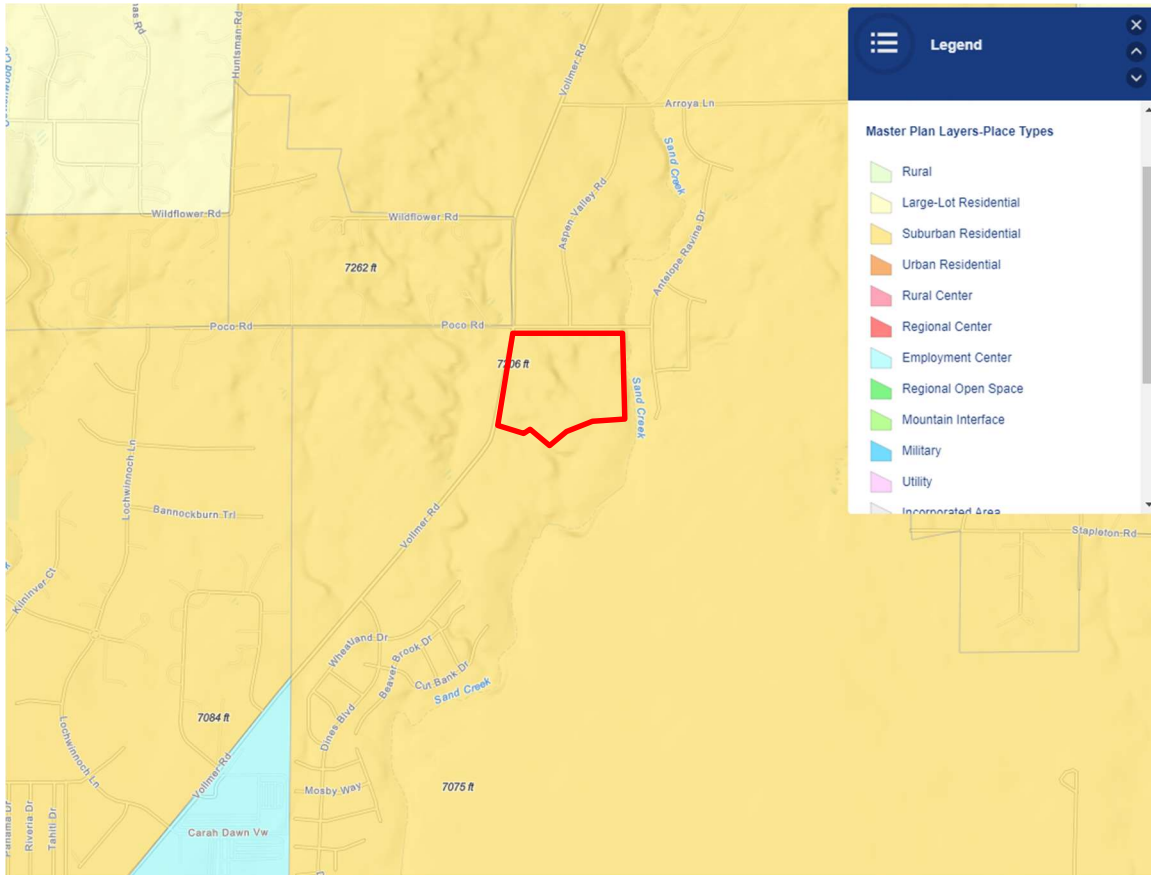 Legend
Master Plan Layers-Place Types
Rural
Large-Lot Residential
Suburban Residential
Urban Residential
Rural Center
Regional Center
Employment Center
Regional Open Space
Mountain Interface
Military
Utility
Incorporated Area
Huntsman Rd
Vollmer Rd
Arroya Ln
Sand Creek
Aspen Valley Rd
Antelope Ravine Dr
Wildflower Rd
Wildflower Rd
7262 ft
Poco Rd
Poco Rd
7206 ft
Sand Creek
Lochwinnoch Ln
Bannockburn Trl
Vollmer Rd
Stapleton Rd
Kilninver Ct
Wheatland Dr
Beaver Brook Dr
Cut Bank Dr
Sand Creek
Dines Blvd
7084 ft
Lochwinnoch Ln
Vollmer Rd
Mosby Way
7075 ft
Carah Dawn Vw
Panama Dr
Riveria Dr
Tahiti Dr